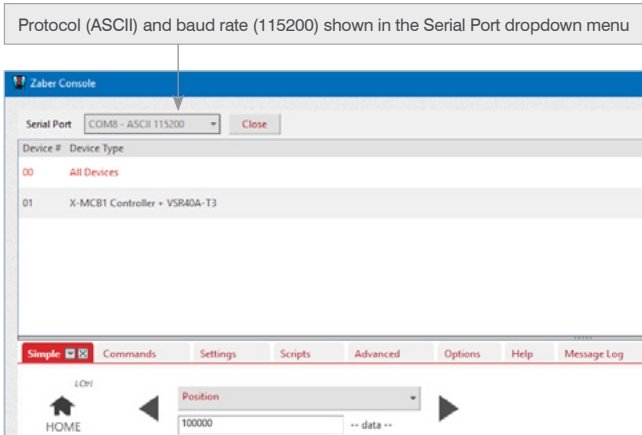 Protocol (ASCII) and baud rate (115200) shown in the Serial Port dropdown menu
Zaber Console
Serial Port COM8 - ASCII 115200 Close
Device # Device Type
00 All Devices
01 X-MCB1 Controller + VSR40A-T3
Simple Commands Settings Scripts Advanced Options Help Message Log
LCtrl
Position
HOME 100000 -- data --